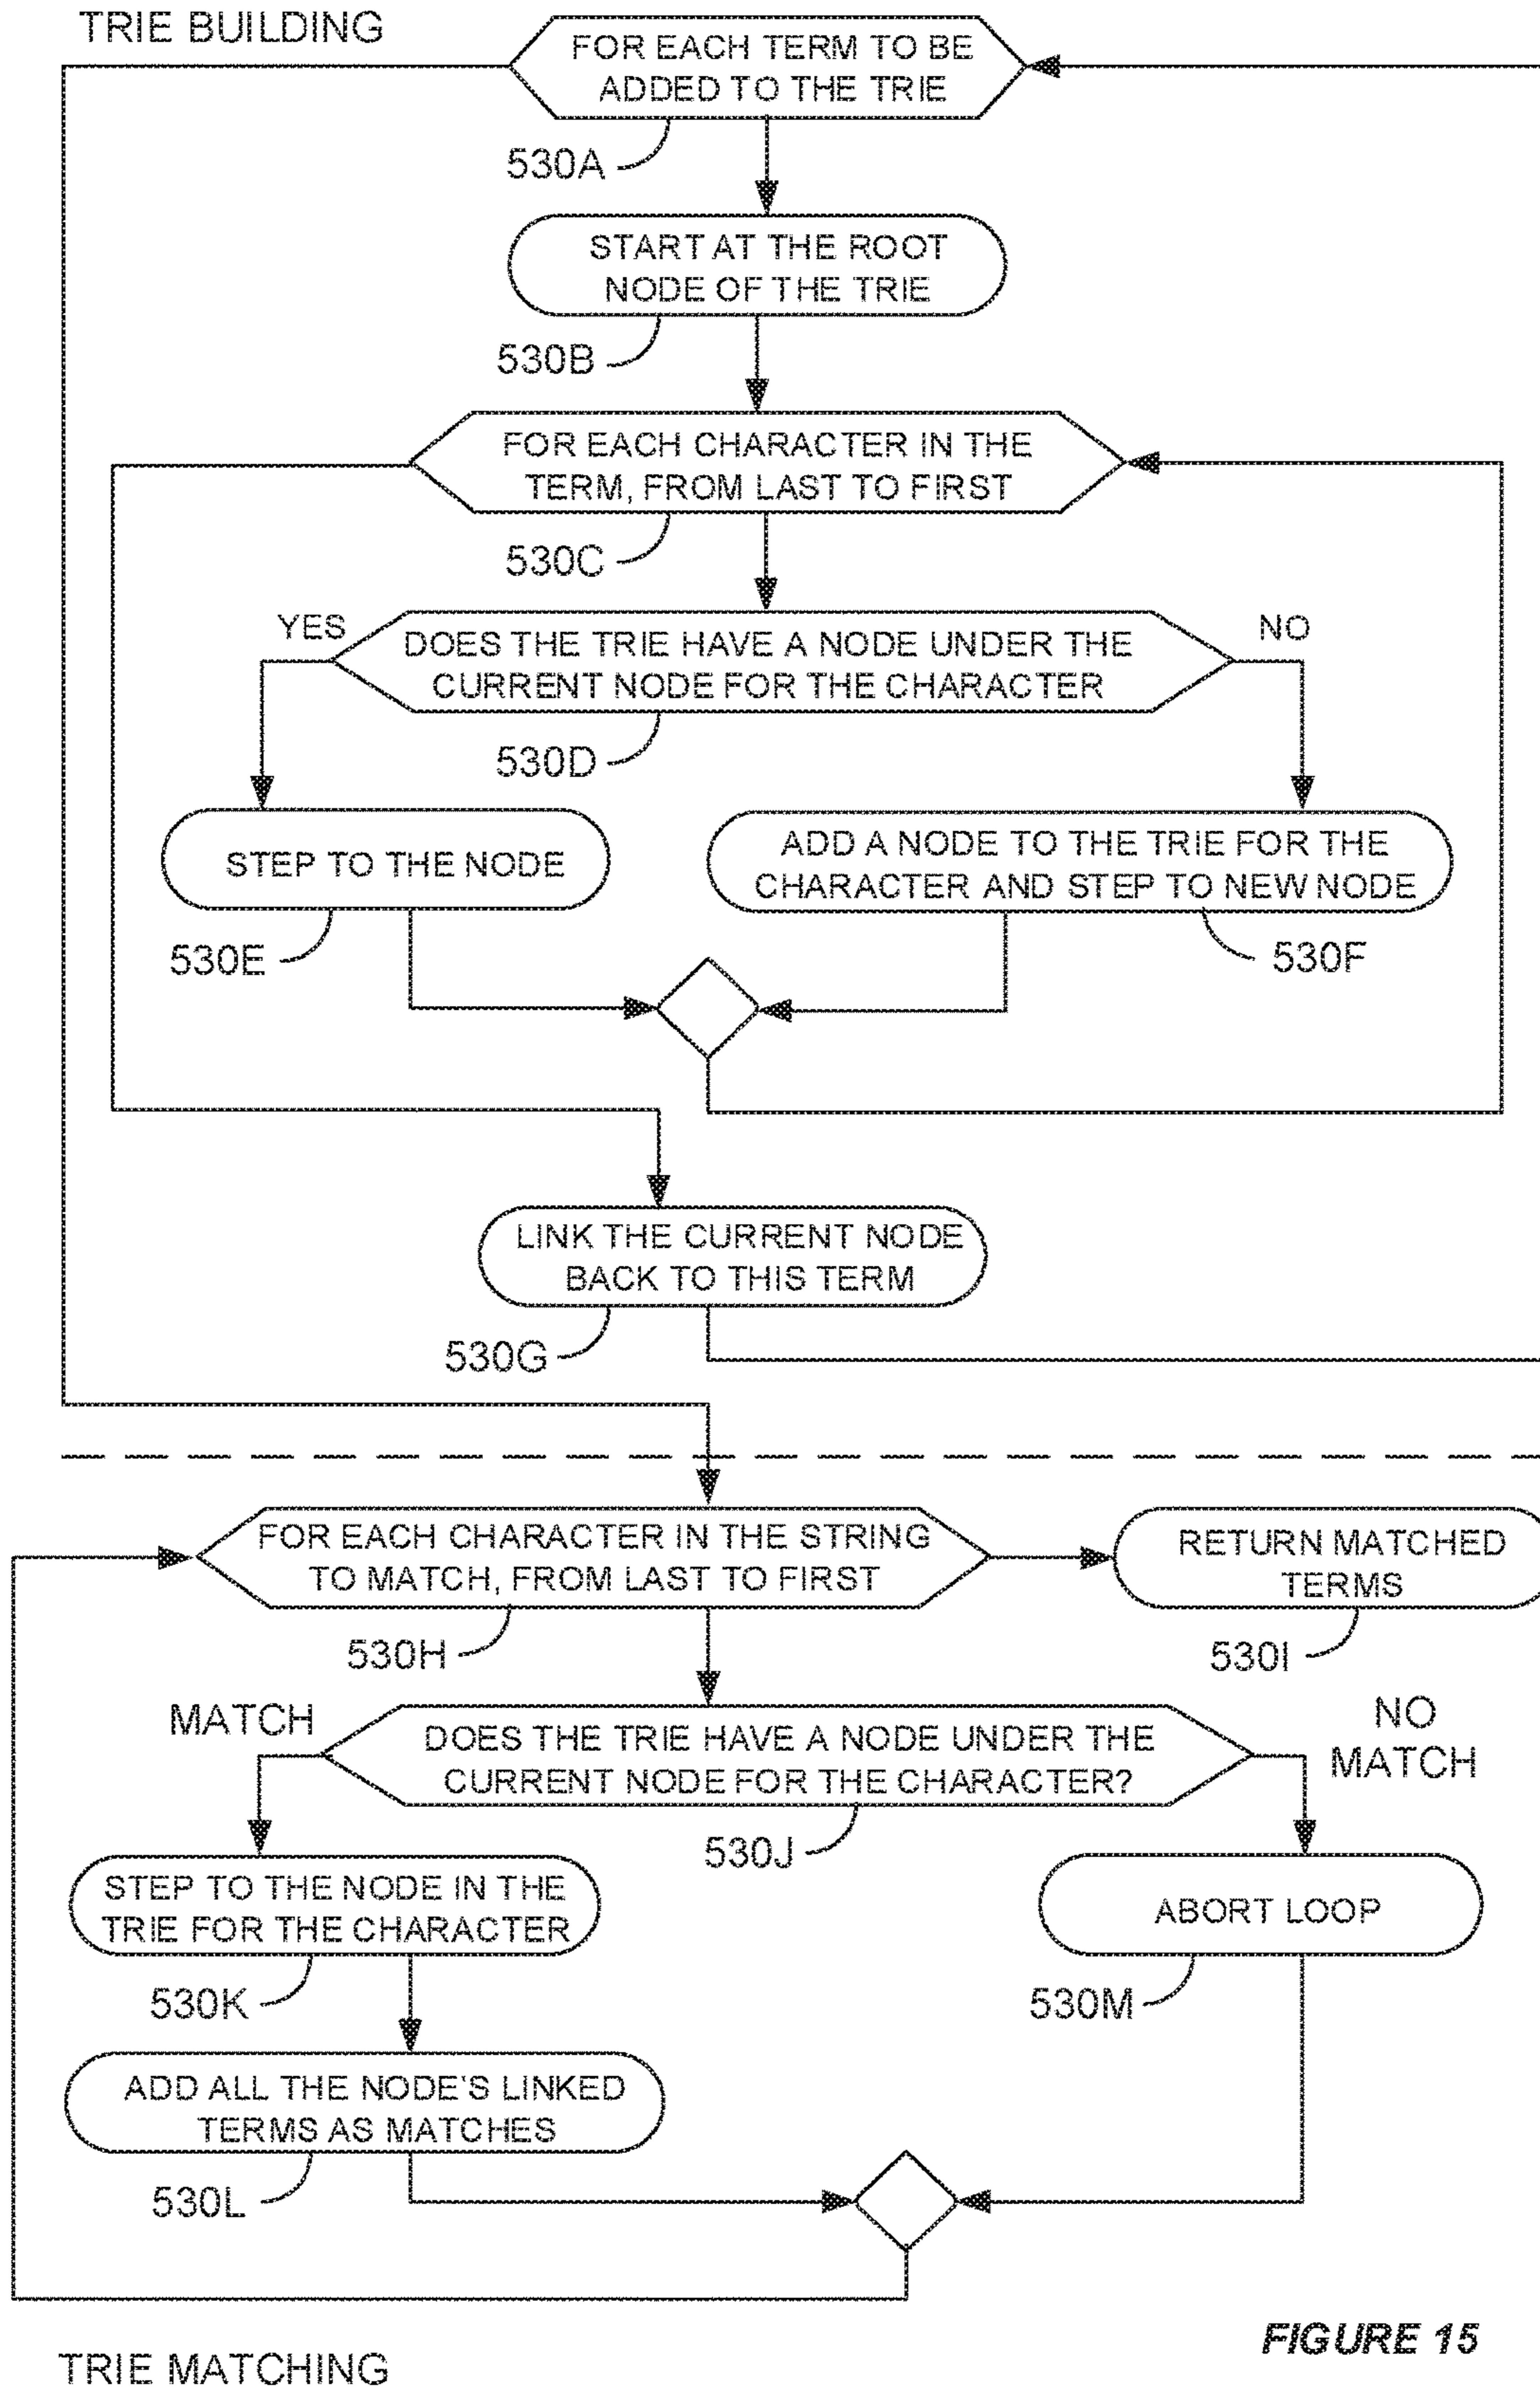 TRIE BUILDING
FOR EACH TERM TO BE
ADDED TO THE TRIE
530A
START AT THE ROOT
NODE OF THE TRIE
530B
FOR EACH CHARACTER IN THE
TERM, FROM LAST TO FIRST
530C
YES
NO
DOES THE TRIE HAVE A NODE UNDER THE
CURRENT NODE FOR THE CHARACTER
530D
STEP TO THE NODE
530E
ADD A NODE TO THE TRIE FOR THE
CHARACTER AND STEP TO NEW NODE
530F
LINK THE CURRENT NODE
BACK TO THIS TERM
530G
FOR EACH CHARACTER IN THE STRING
TO MATCH, FROM LAST TO FIRST
530H
RETURN MATCHED
TERMS
530I
MATCH
NO
MATCH
DOES THE TRIE HAVE A NODE UNDER THE
CURRENT NODE FOR THE CHARACTER?
530J
STEP TO THE NODE IN THE
TRIE FOR THE CHARACTER
530K
ABORT LOOP
530M
ADD ALL THE NODE'S LINKED
TERMS AS MATCHES
530L
FIGURE 15
TRIE MATCHING